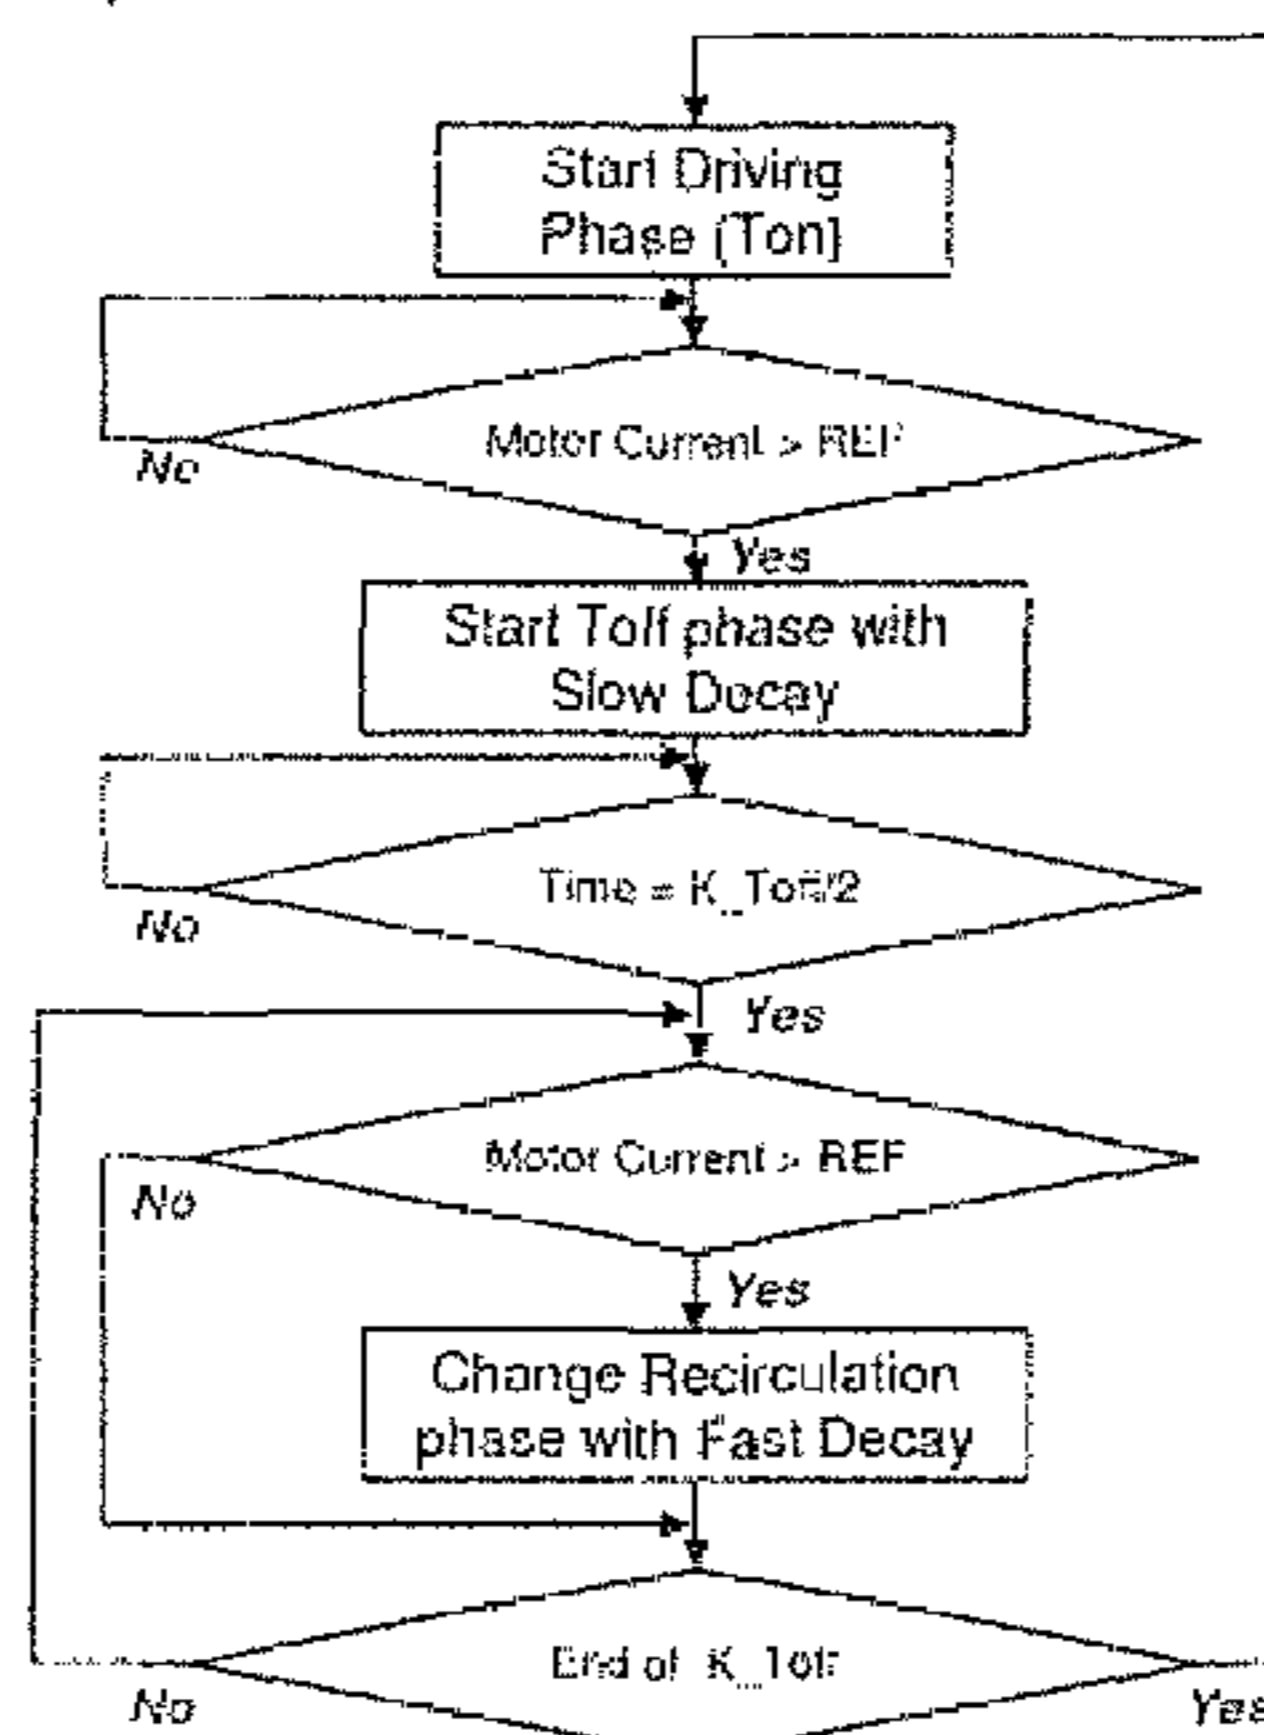 Start Driving
Phase (Ton)
Motor Current > REF
No
Yes
Start Toff phase with
Slow Decay
Time = K_Toff/2
No
Yes
Motor Current > REF
No
Yes
Change Recirculation
phase with Fast Decay
End of K_Toff
No
Yes